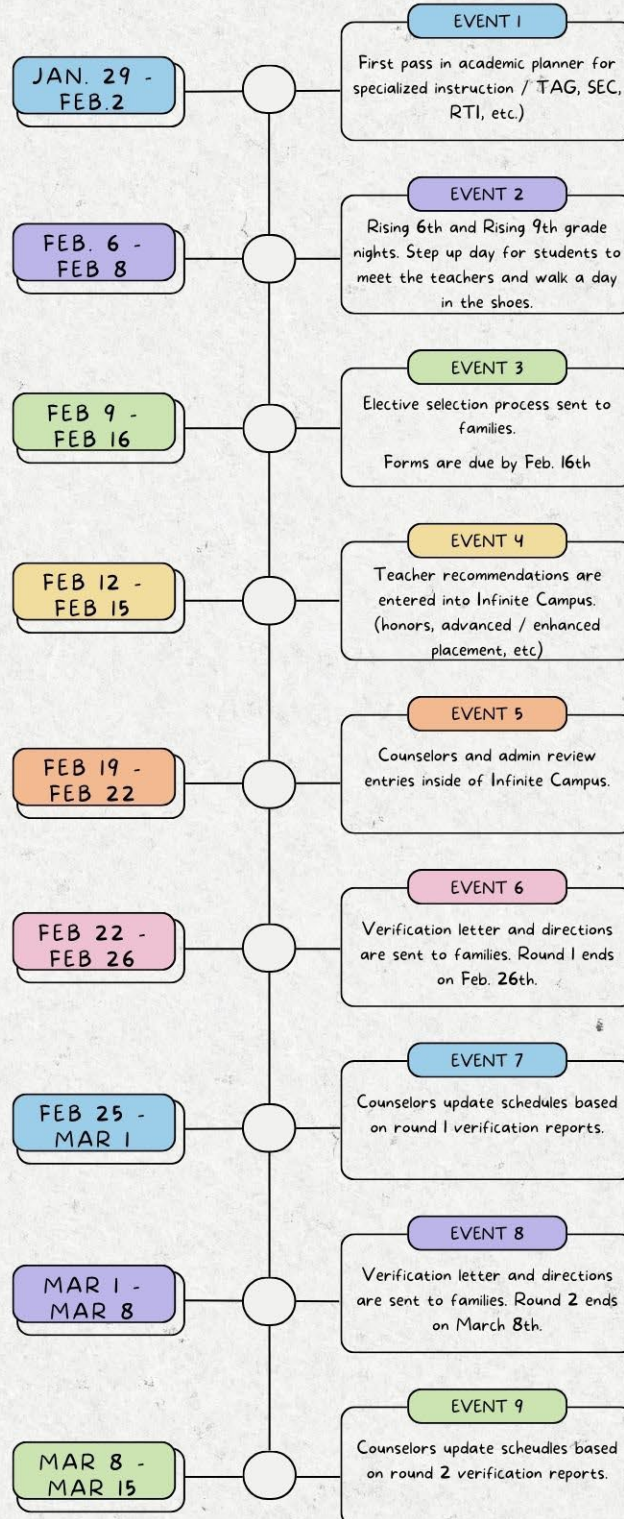 JAN. 29 -
FEB.2
EVENT 1
First pass in academic planner for
specialized instruction / TAG, SEC,
RTI, etc.)
FEB. 6 -
FEB 8
EVENT 2
Rising 6th and Rising 9th grade
nights. Step up day for students to
meet the teachers and walk a day
in the shoes.
FEB 9 -
FEB 16
EVENT 3
Elective selection process sent to
families.
Forms are due by Feb. 16th
FEB 12 -
FEB 15
EVENT 4
Teacher recommendations are
entered into Infinite Campus.
(honors, advanced / enhanced
placement, etc)
FEB 19 -
FEB 22
EVENT 5
Counselors and admin review
entries inside of Infinite Campus.
FEB 22 -
FEB 26
EVENT 6
Verification letter and directions
are sent to families. Round 1 ends
on Feb. 26th.
FEB 25 -
MAR 1
EVENT 7
Counselors update schedules based
on round 1 verification reports.
MAR 1 -
MAR 8
EVENT 8
Verification letter and directions
are sent to families. Round 2 ends
on March 8th.
MAR 8 -
MAR 15
EVENT 9
Counselors update scheudles based
on round 2 verification reports.